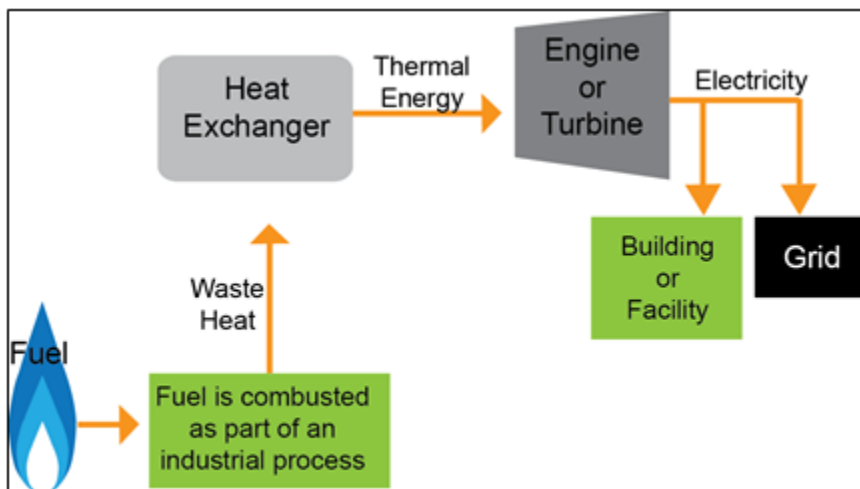 Heat
Exchanger
Thermal
Energy
Engine
or
Turbine
Electricity
Building
or
Facility
Grid
Waste
Heat
Fuel
Fuel is combusted
as part of an
industrial process